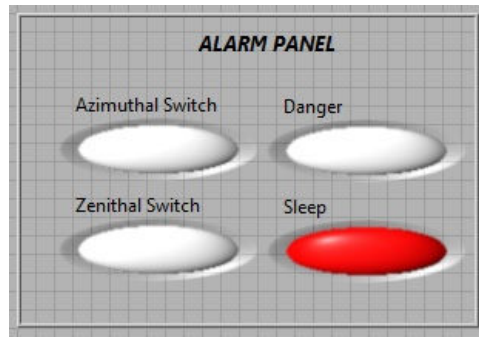 ALARM PANEL
Azimuthal Switch
Danger
Zenithal Switch
Sleep